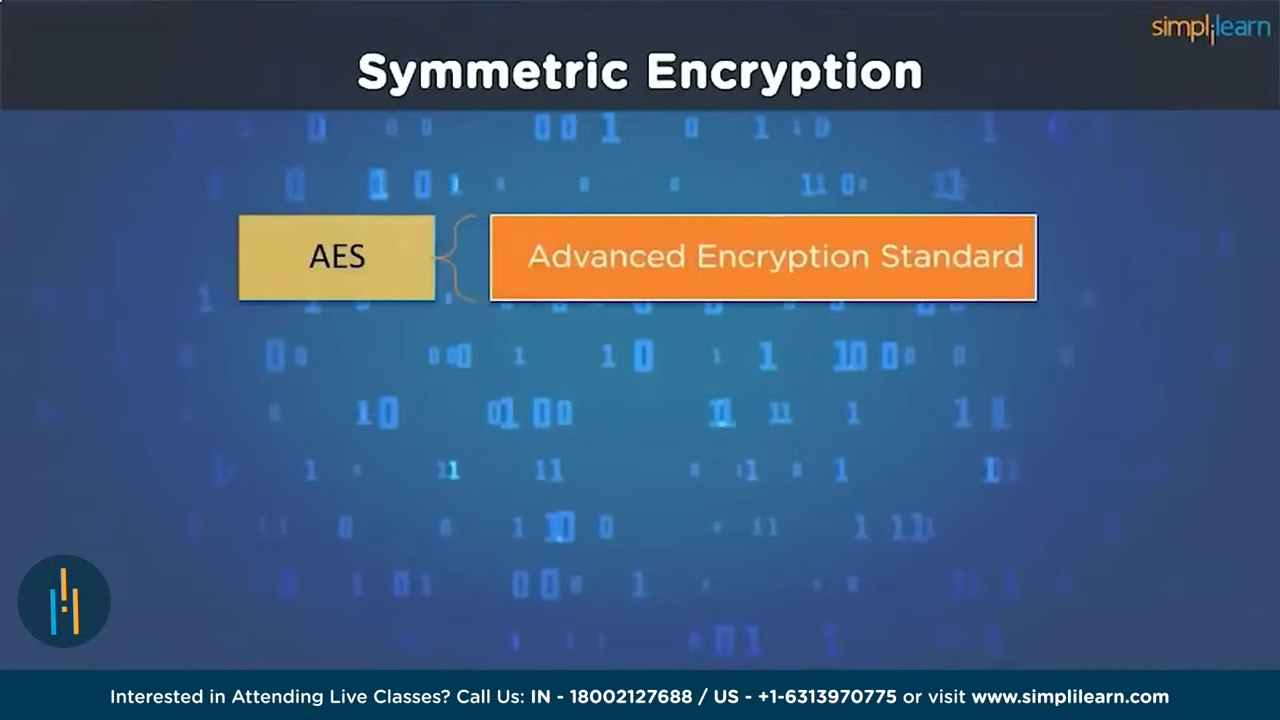 simplilearn
Symmetric Encryption
AES
Advanced Encryption Standard
Interested in Attending Live Classes? Call Us: IN - 18002127688 / US - +1-6313970775 or visit www.simplilearn.com